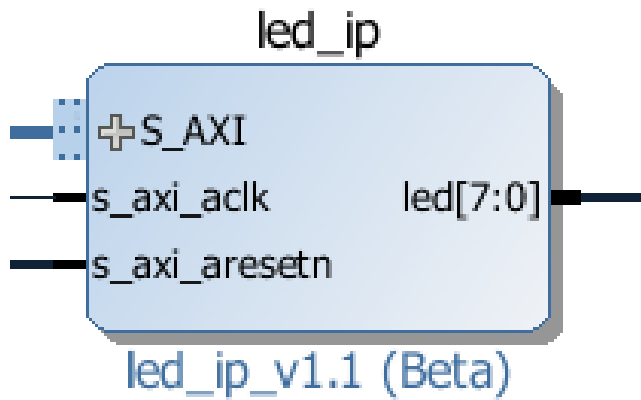 led_ip
S_AXI
s_axi_aclk
led[7:0]
s_axi_aresetn
led_ip_v1.1 (Beta)